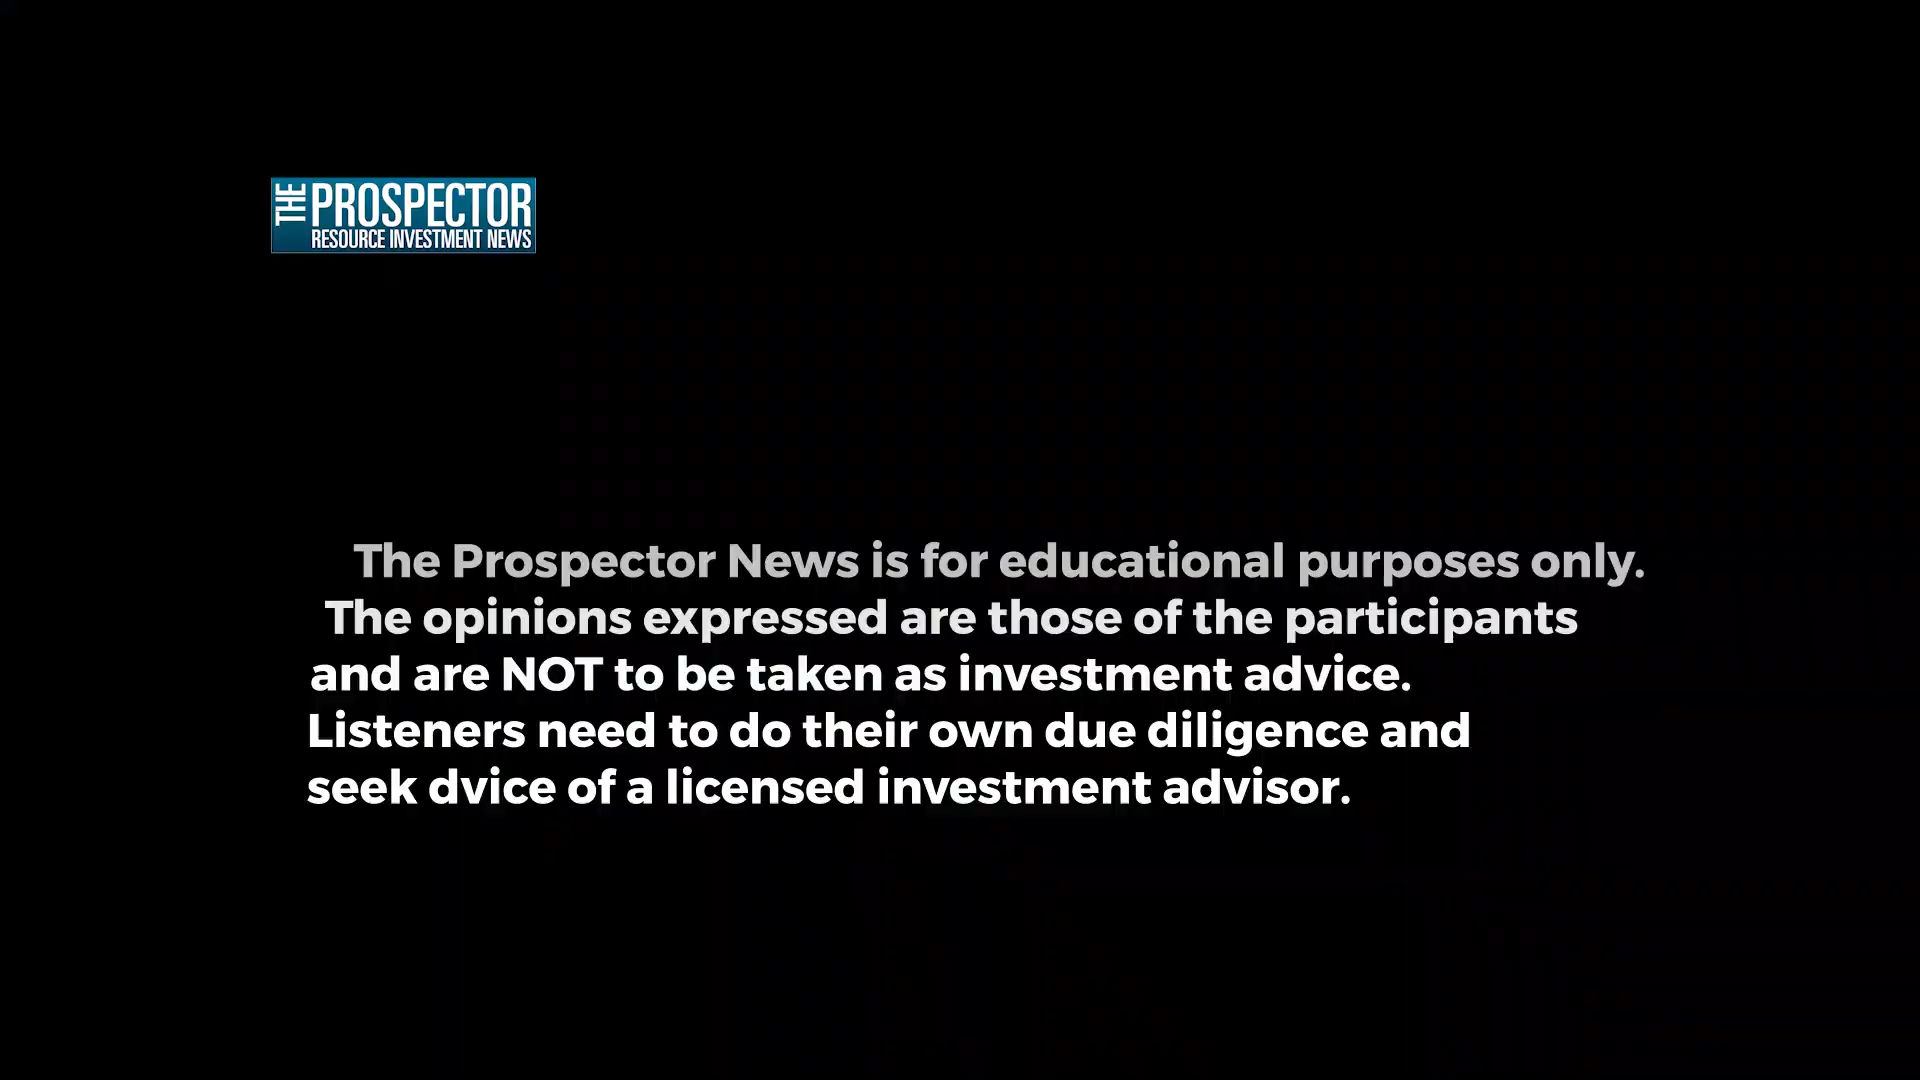 THE PROSPECTOR
RESOURCE INVESTMENT NEWS
The Prospector News is for educational purposes only.
The opinions expressed are those of the participants
and are NOT to be taken as investment advice.
Listeners need to do their own due diligence and
seek dvice of a licensed investment advisor.